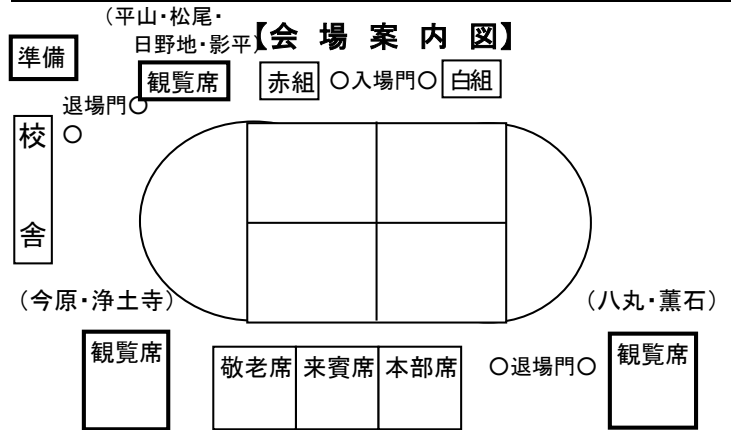 （平山・松尾・
日野地・影平）
【会場案内図】
準備
観覧席
赤組
○入場門○
白組
退場門○
○
校舎
（今原・浄土寺）
（八丸・薫石）
観覧席
敬老席
来賓席
本部席
○退場門○
観覧席